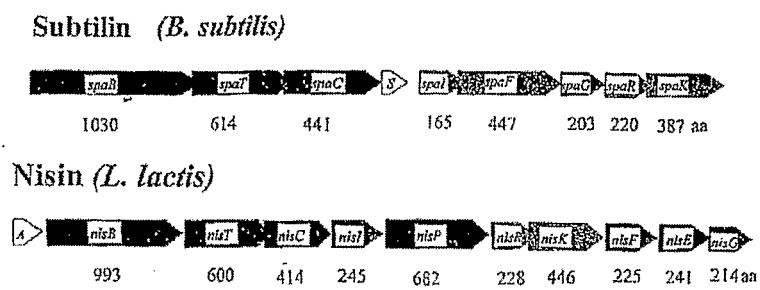 Subtilin (B. subtilis)
spaB spaT spaC S spaI spaF spaG spaR spaK
1030 614 441 165 447 203 220 387 aa
Nisin (L. lactis)
A nisB nisT nisC nisI nisP nisR nisK nisF nisE nisG
993 600 414 245 682 228 446 225 241 214aa